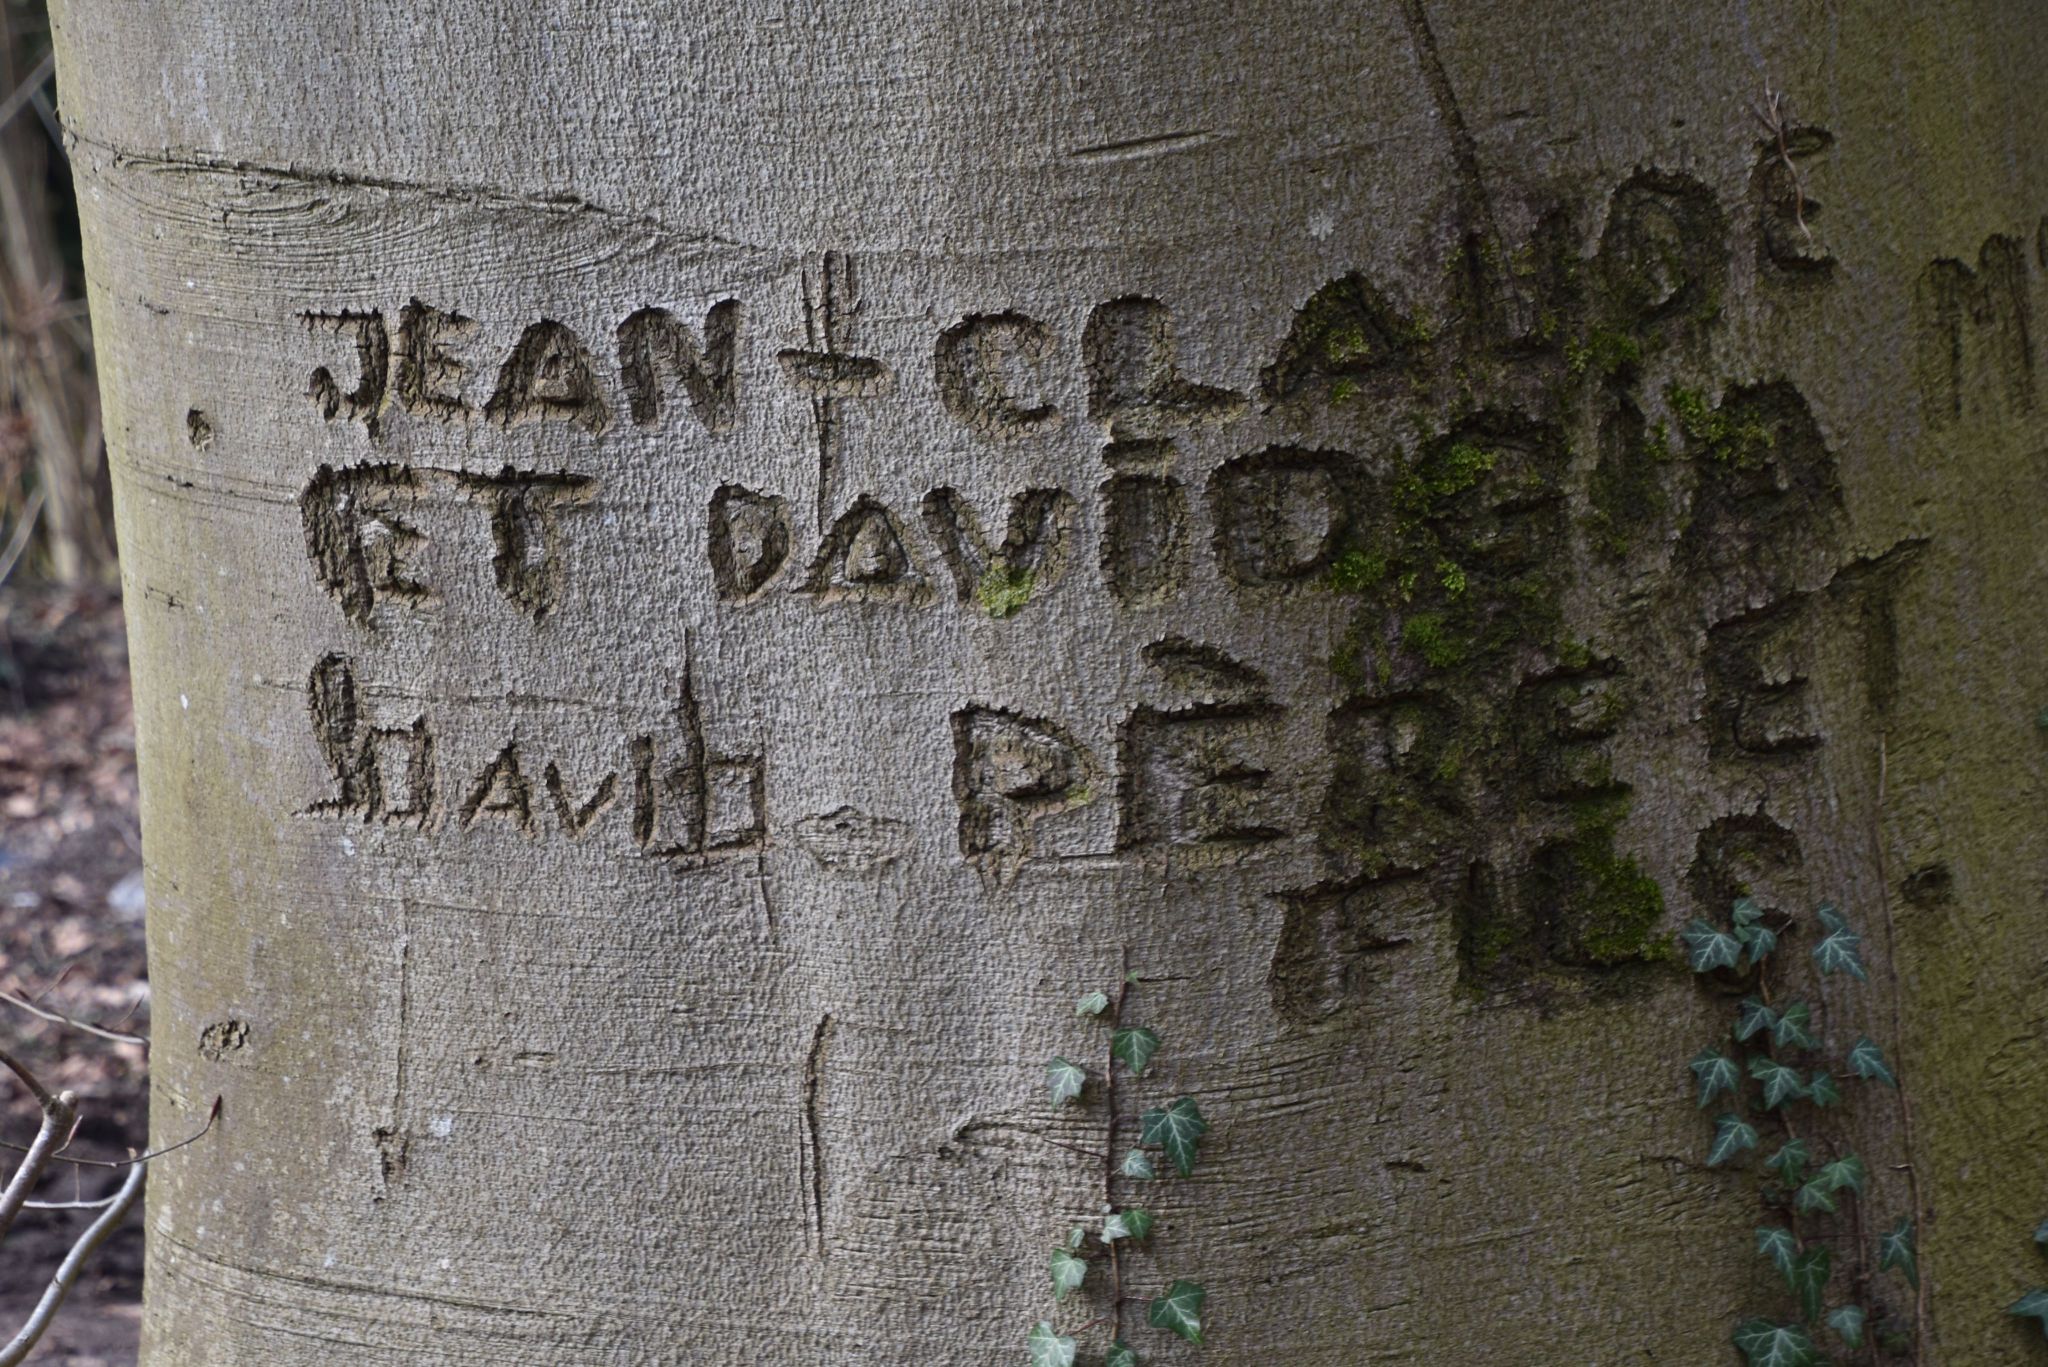 JEAN + CLAUDE M
ET DAVID
DAVID. PÈRE ET
FILS